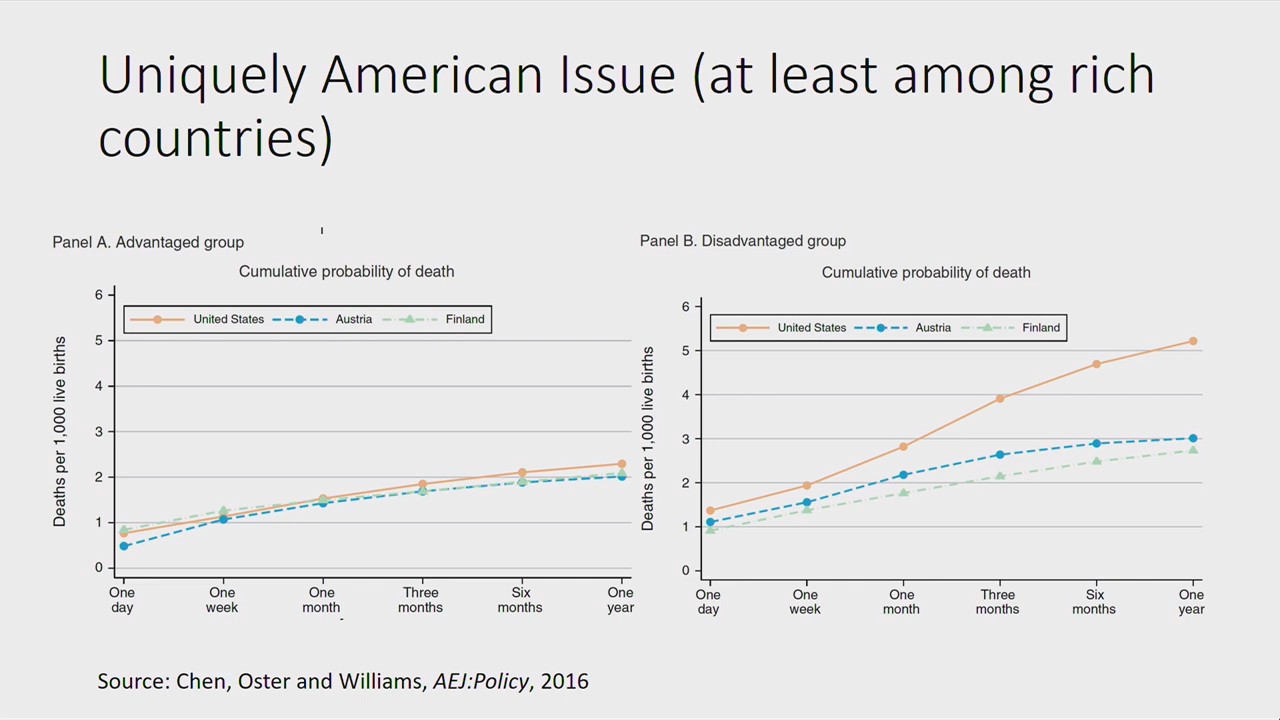 Uniquely American Issue (at least among rich
countries)
Panel A. Advantaged group
Cumulative probability of death
6
5
4
3
2
1
0
Deaths per 1,000 live births
United States
Austria
Finland
One day
One week
One month
Three months
Six months
One year
Panel B. Disadvantaged group
Cumulative probability of death
6
5
4
3
2
1
0
Deaths per 1,000 live births
United States
Austria
Finland
One day
One week
One month
Three months
Six months
One year
Source: Chen, Oster and Williams, AEJ:Policy, 2016